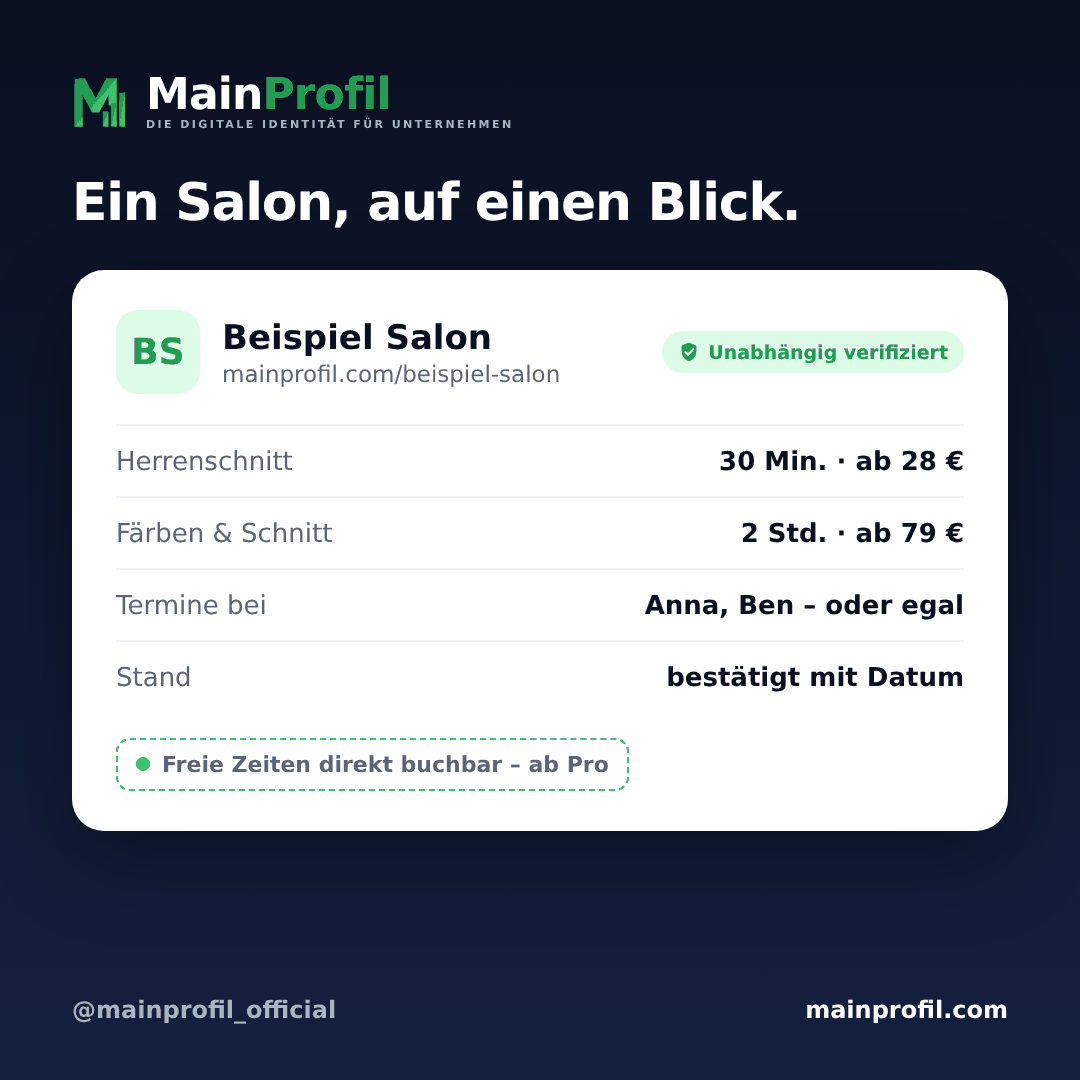 MainProfil
DIE DIGITALE IDENTITÄT FÜR UNTERNEHMEN
Ein Salon, auf einen Blick.
BS
Beispiel Salon
mainprofil.com/beispiel-salon
Unabhängig verifiziert
Herrenschnitt
30 Min. · ab 28 €
Färben & Schnitt
2 Std. · ab 79 €
Termine bei
Anna, Ben – oder egal
Stand
bestätigt mit Datum
Freie Zeiten direkt buchbar – ab Pro
@mainprofil_official
mainprofil.com